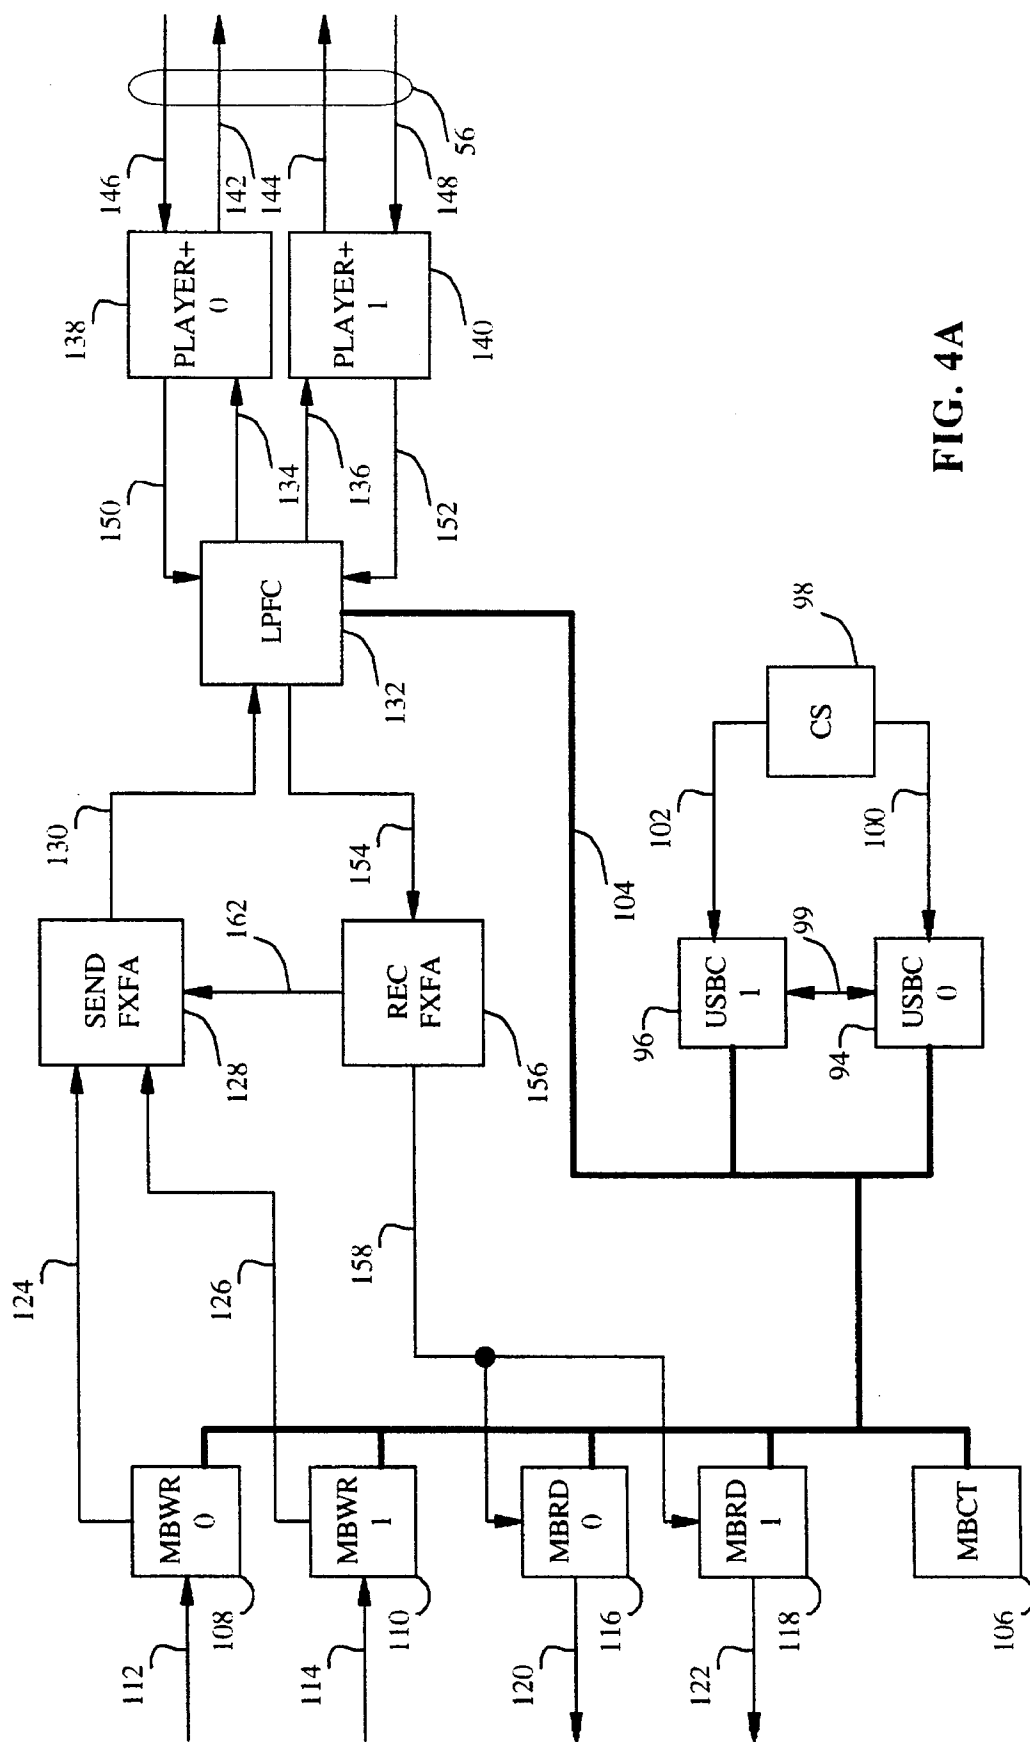 112
108
MBWR
0
124
114
110
MBWR
1
126
120
116
MBRD
0
158
122
118
MBRD
1
106
MBCT
SEND
FXFA
128
130
162
REC
FXFA
156
154
USBC
1
96
99
USBC
0
94
102
100
CS
98
104
LPFC
132
150
134
136
152
138
PLAYER+
0
PLAYER+
1
140
146
142
144
148
56
FIG. 4A